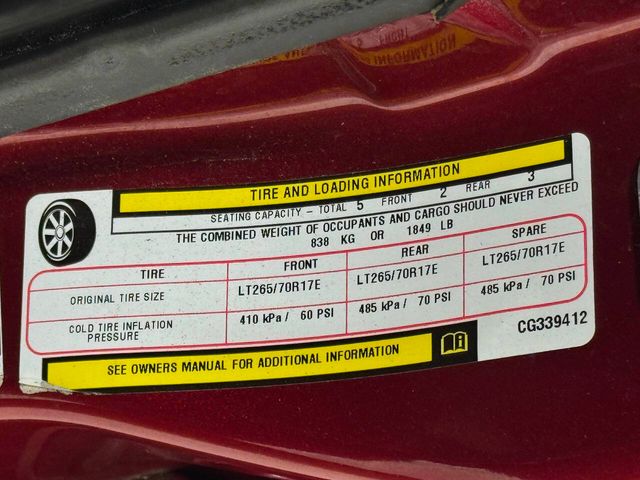 INFORMATION
TIRE AND LOADING INFORMATION
SEATING CAPACITY - TOTAL 5 FRONT 2 REAR 3
THE COMBINED WEIGHT OF OCCUPANTS AND CARGO SHOULD NEVER EXCEED
838 KG OR 1849 LB
TIRE FRONT REAR SPARE
ORIGINAL TIRE SIZE LT265/70R17E LT265/70R17E LT265/70R17E
COLD TIRE INFLATION PRESSURE 410 kPa / 60 PSI 485 kPa / 70 PSI 485 kPa / 70 PSI
SEE OWNERS MANUAL FOR ADDITIONAL INFORMATION
CG339412